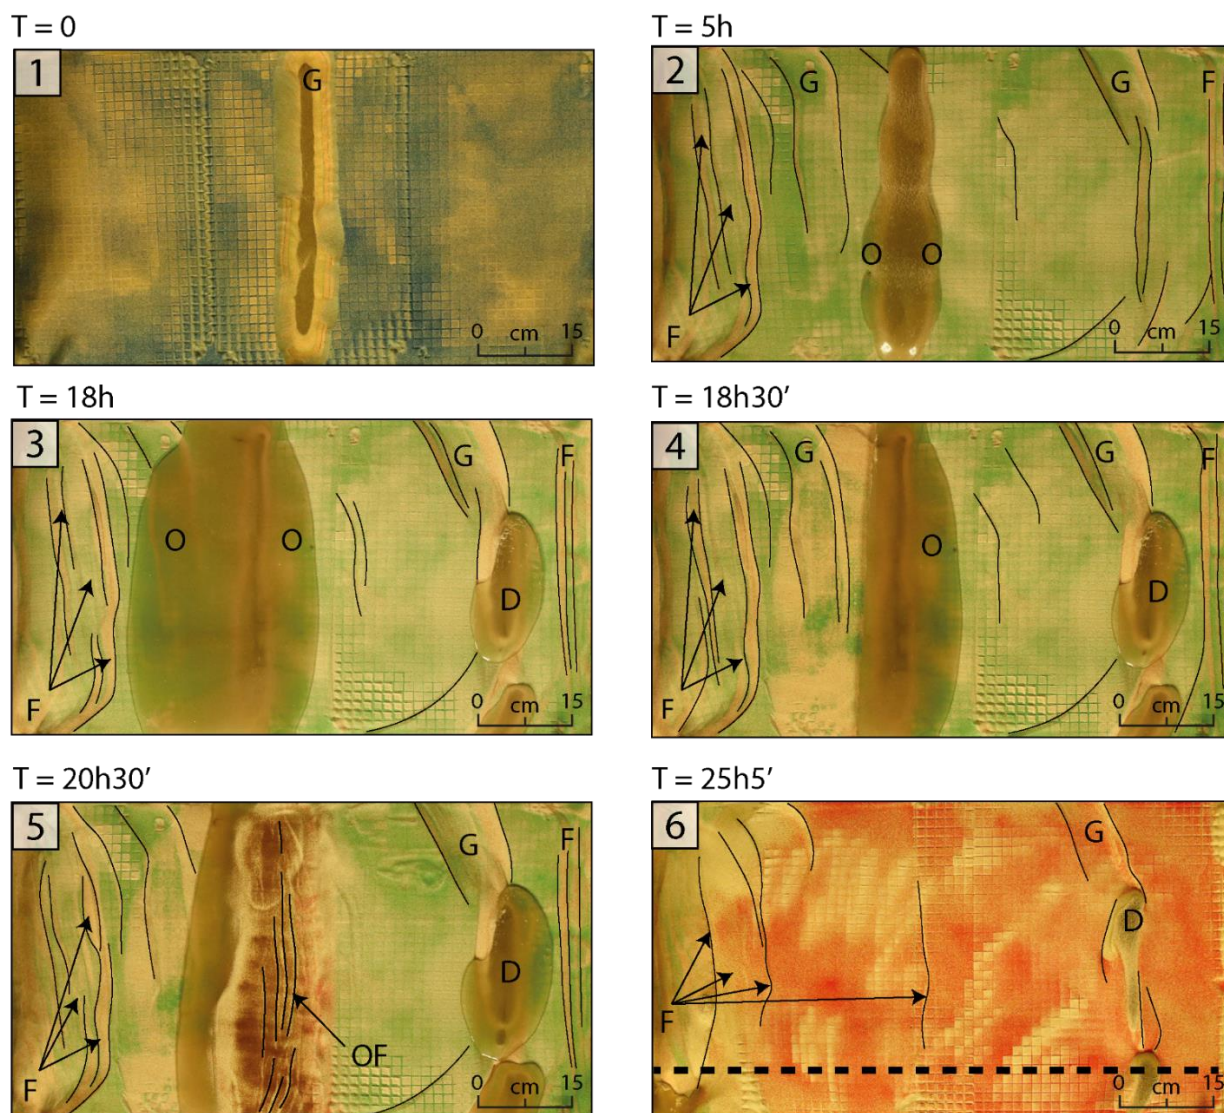 T = 0
1
G
0 cm 15
T = 5h
2
G
G
F
O O
F
0 cm 15
T = 18h
3
G
F
O O
D
F
0 cm 15
T = 18h30’
4
G
G
F
O
D
F
0 cm 15
T = 20h30’
5
G
F
D
OF
F
0 cm 15
T = 25h5’
6
G
D
F
0 cm 15